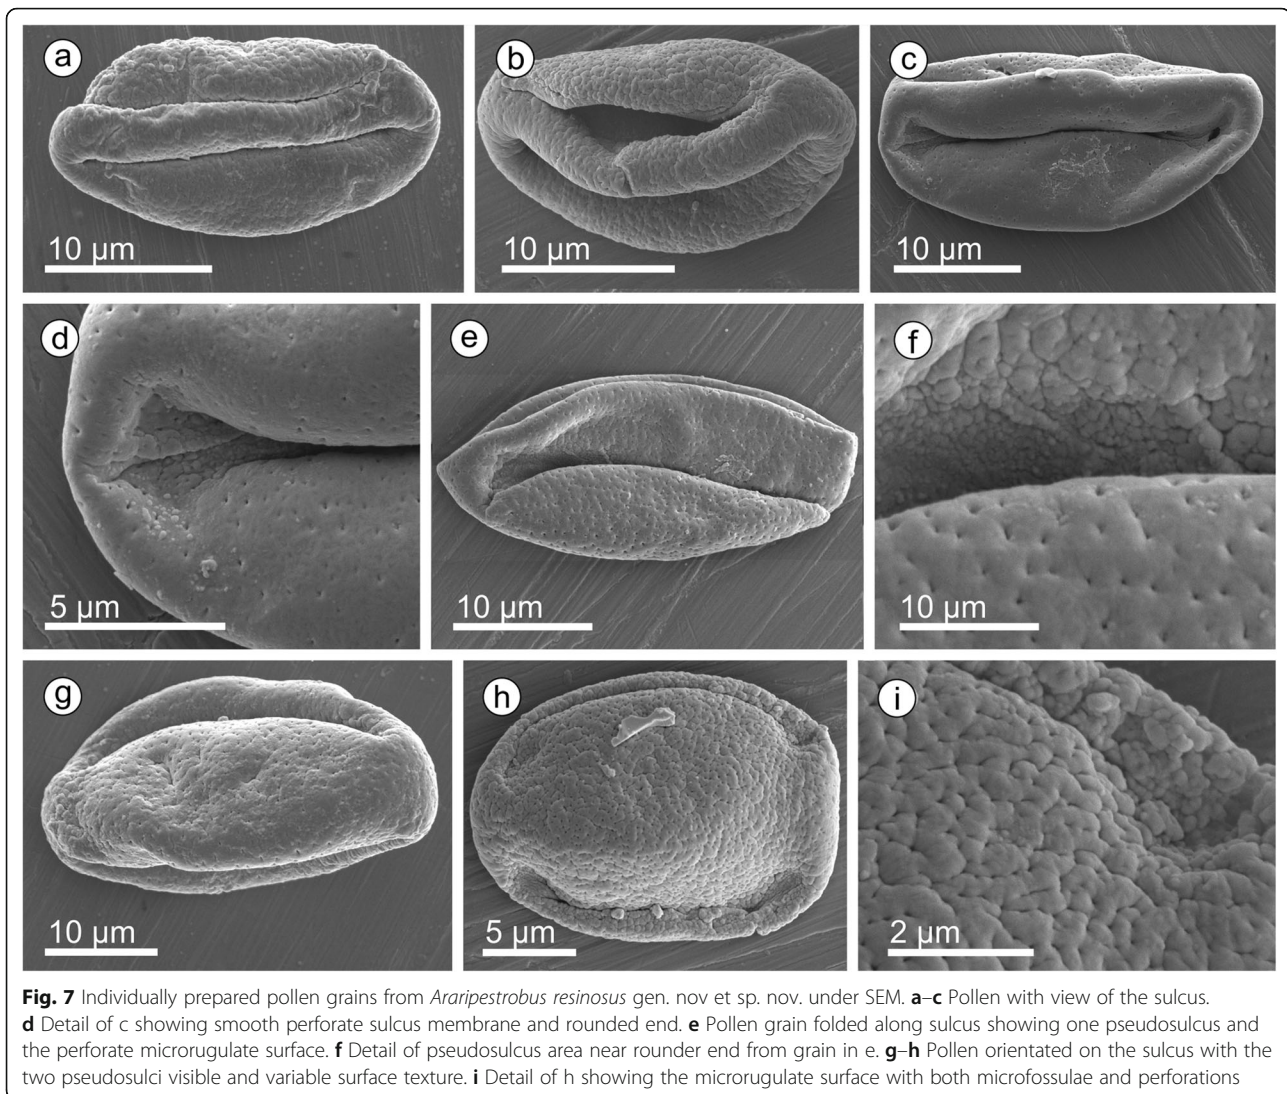 a
b
c
10 µm
10 µm
10 µm
d
e
f
5 µm
10 µm
10 µm
g
h
i
10 µm
5 µm
2 µm
Fig. 7 Individually prepared pollen grains from Araripestrobus resinosus gen. nov et sp. nov. under SEM. a–c Pollen with view of the sulcus.
d Detail of c showing smooth perforate sulcus membrane and rounded end. e Pollen grain folded along sulcus showing one pseudosulcus and
the perforate microrugulate surface. f Detail of pseudosulcus area near rounder end from grain in e. g–h Pollen orientated on the sulcus with the
two pseudosulci visible and variable surface texture. i Detail of h showing the microrugulate surface with both microfossulae and perforations